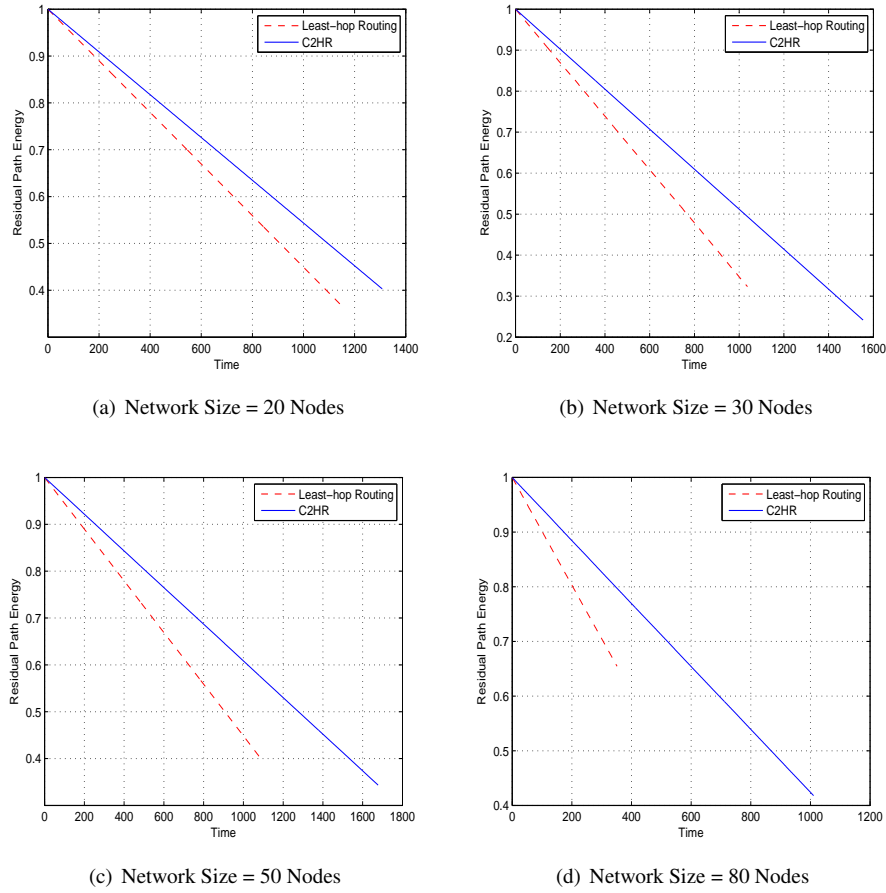 1
0.9
0.8
0.7
0.6
0.5
0.4
0 200 400 600 800 1000 1200 1400
Residual Path Energy
Time
Least-hop Routing
C2HR
(a) Network Size = 20 Nodes
1
0.9
0.8
0.7
0.6
0.5
0.4
0.3
0.2
0 200 400 600 800 1000 1200 1400 1600
Residual Path Energy
Time
Least-hop Routing
C2HR
(b) Network Size = 30 Nodes
1
0.9
0.8
0.7
0.6
0.5
0.4
0 200 400 600 800 1000 1200 1400 1600 1800
Residual Path Energy
Time
Least-hop Routing
C2HR
(c) Network Size = 50 Nodes
1
0.9
0.8
0.7
0.6
0.5
0.4
0 200 400 600 800 1000 1200
Residual Path Energy
Time
Least-hop Routing
C2HR
(d) Network Size = 80 Nodes